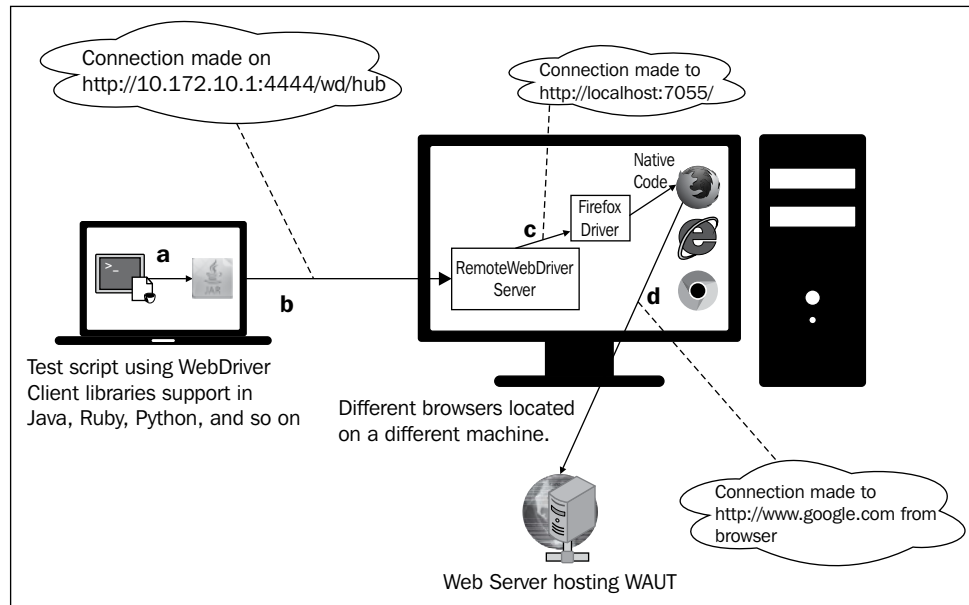 Connection made on
http://10.172.10.1:4444/wd/hub
Connection made to
http://localhost:7055/
Native
Code
Firefox
Driver
c
RemoteWebDriver
Server
a
>_
JAR
b
d
Test script using WebDriver
Client libraries support in
Java, Ruby, Python, and so on
Different browsers located
on a different machine.
Connection made to
http://www.google.com from
browser
Web Server hosting WAUT